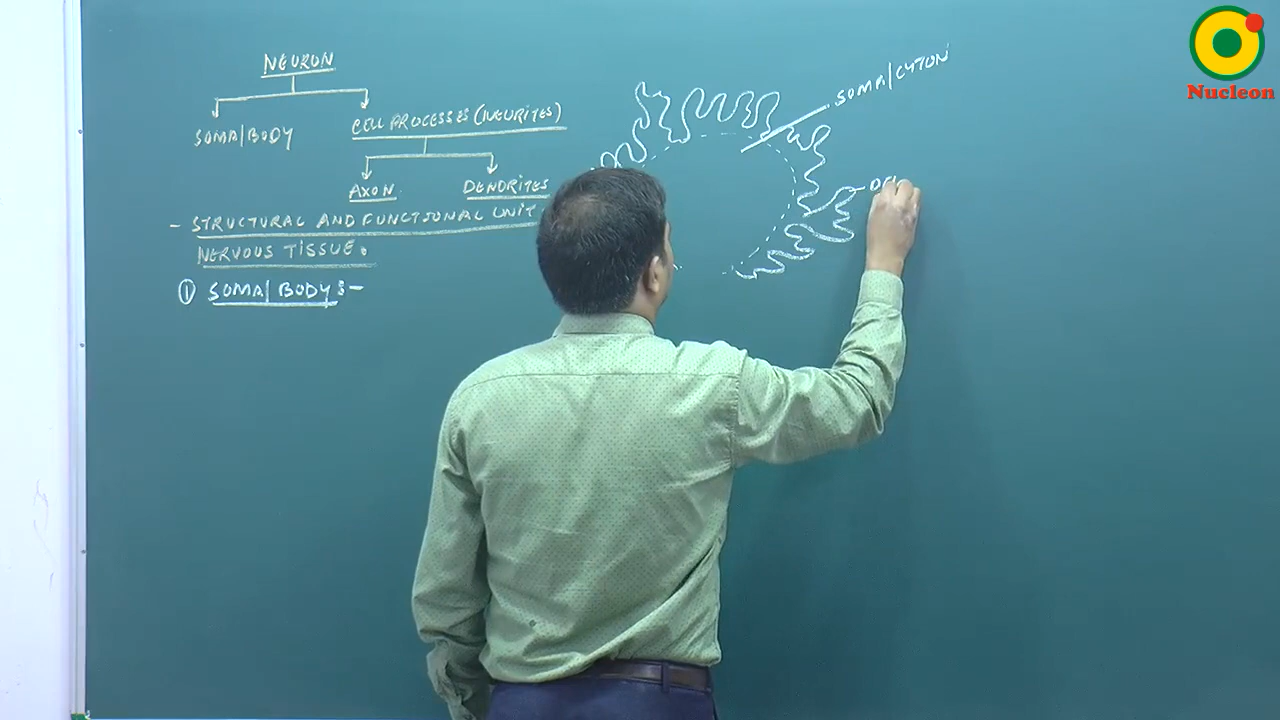 NEURON
SOMA/BODY
CELL PROCESSES (NEURITES)
AXON
DENDRITES
- STRUCTURAL AND FUNCTIONAL UNIT
NERVOUS TISSUE.
① SOMA/BODY :-
SOMA/CYTON
Nucleon